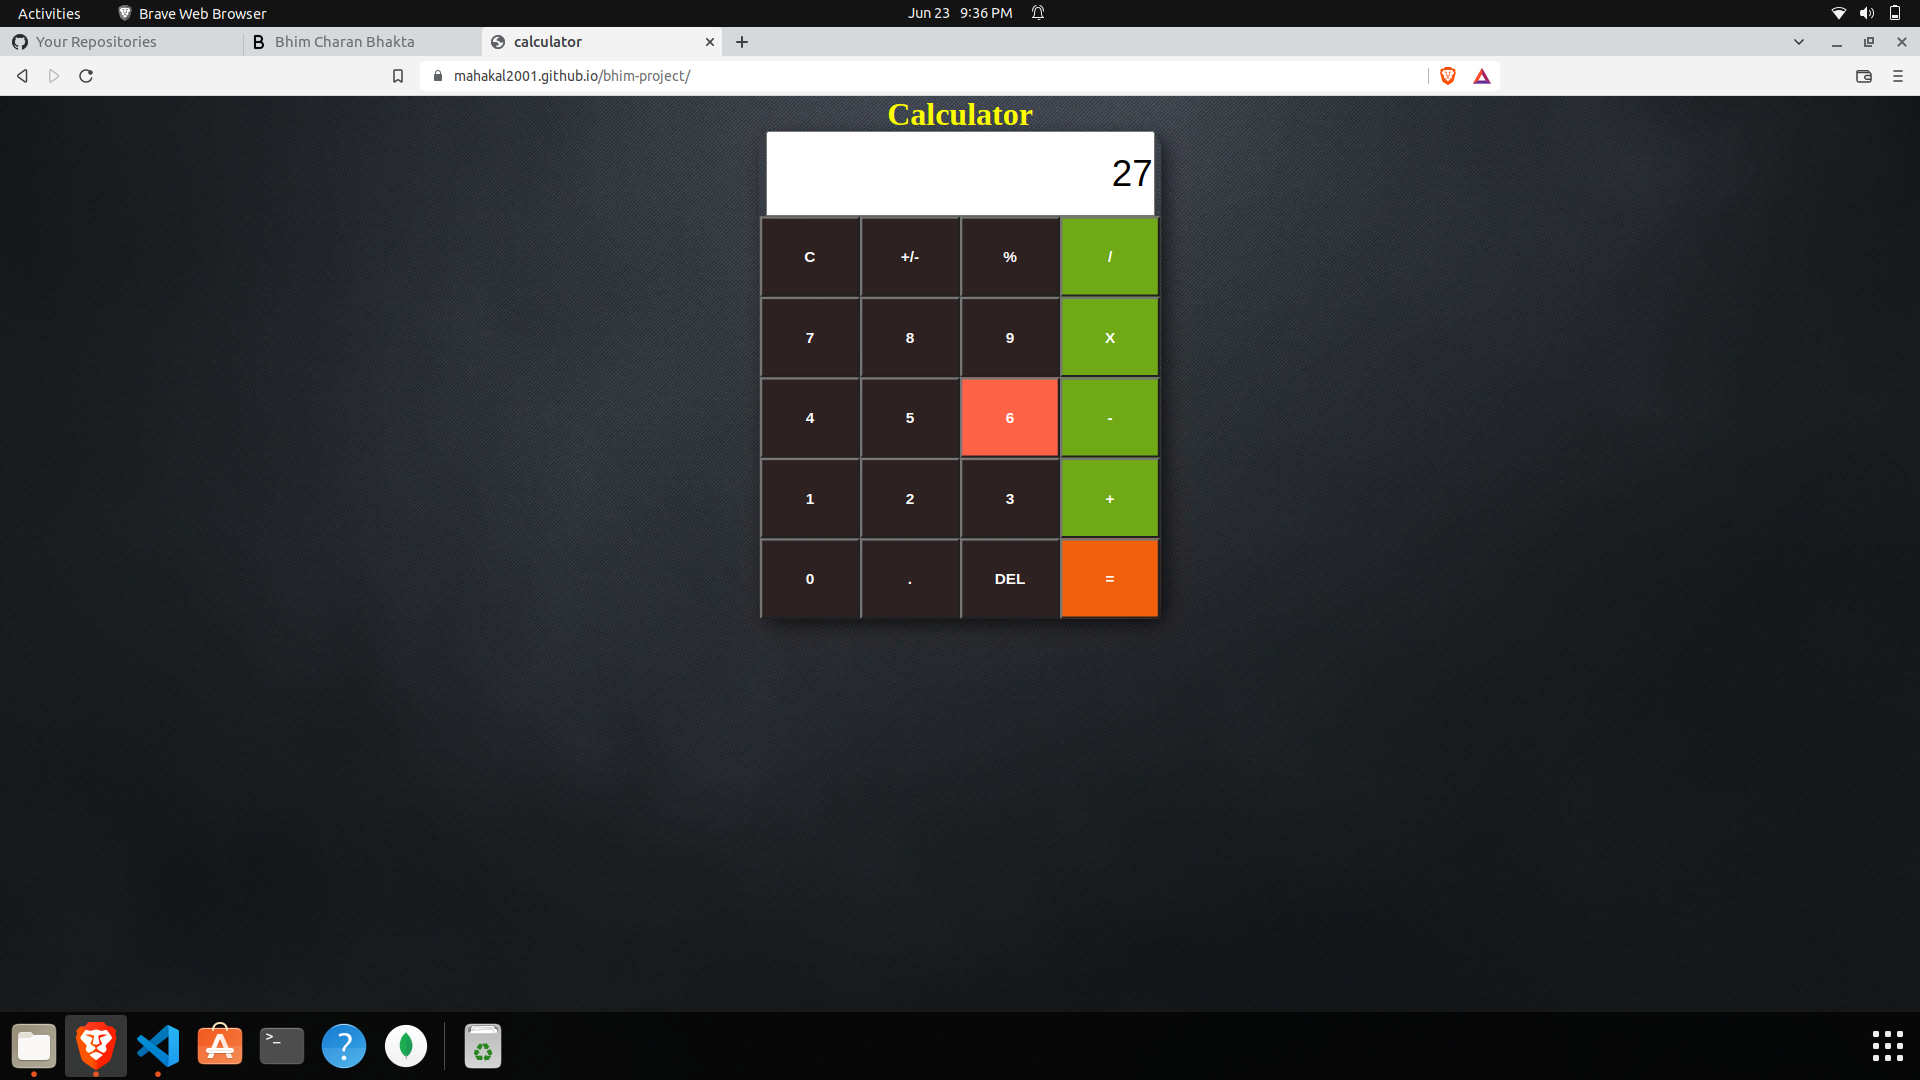 Activities Brave Web Browser Jun 23 9:36 PM
Your Repositories B Bhim Charan Bhakta calculator
mahakal2001.github.io/bhim-project/
Calculator
27
C +/- % /
7 8 9 X
4 5 6 -
1 2 3 +
0 . DEL =
>_ ?